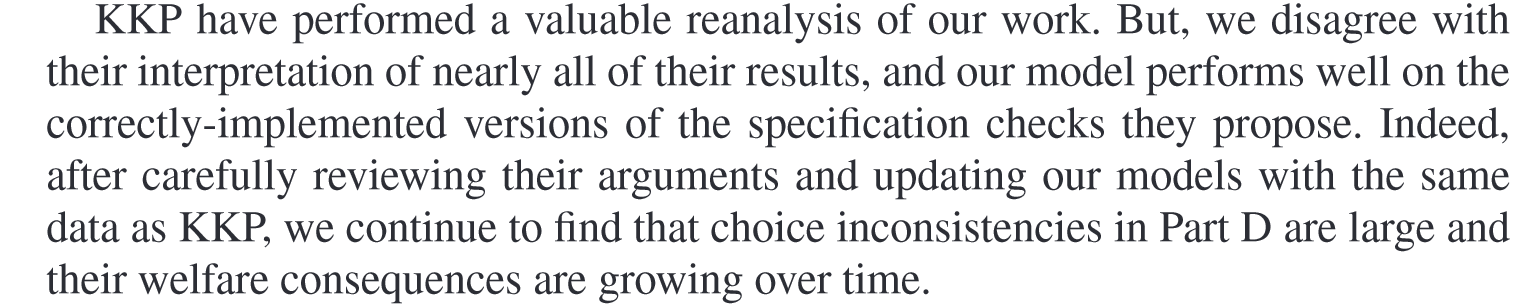 KKP have performed a valuable reanalysis of our work. But, we disagree with
their interpretation of nearly all of their results, and our model performs well on the
correctly-implemented versions of the specification checks they propose. Indeed,
after carefully reviewing their arguments and updating our models with the same
data as KKP, we continue to find that choice inconsistencies in Part D are large and
their welfare consequences are growing over time.